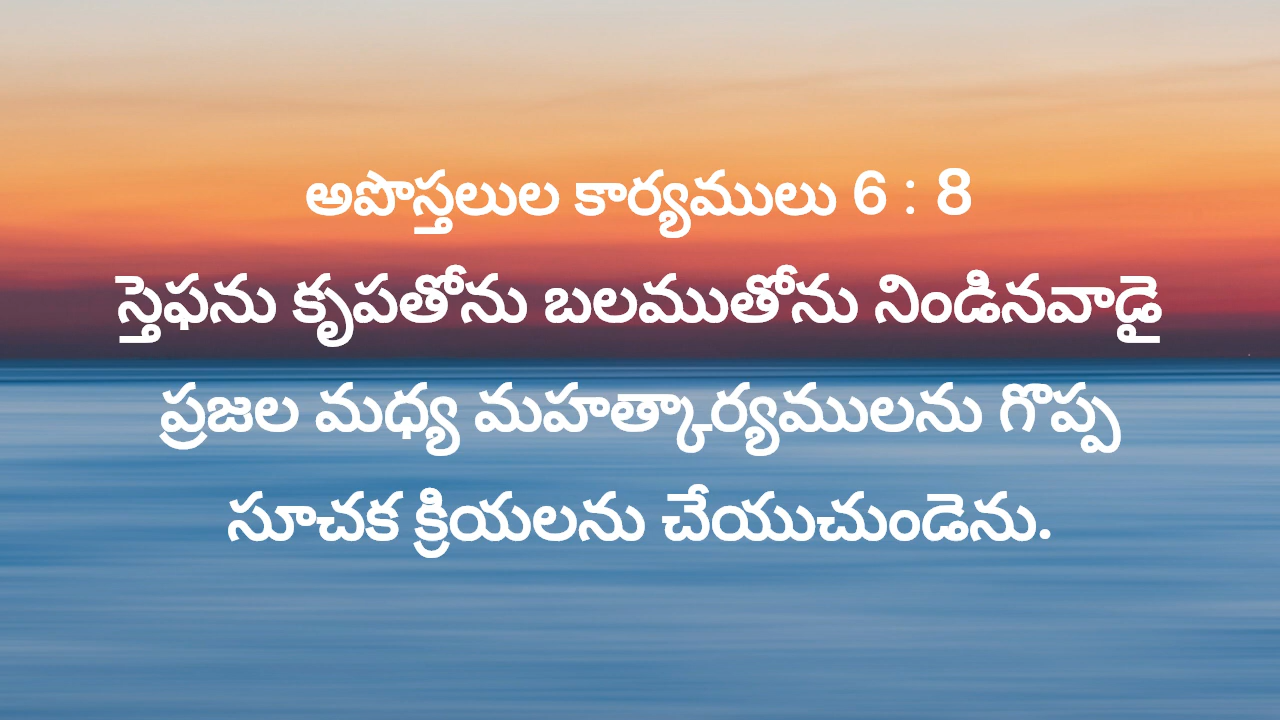 అపొస్తలుల కార్యములు 6 : 8
స్తెఫను కృపతోను బలముతోను నిండినవాడై
ప్రజల మధ్య మహత్కార్యములను గొప్ప
సూచక క్రియలను చేయుచుండెను.